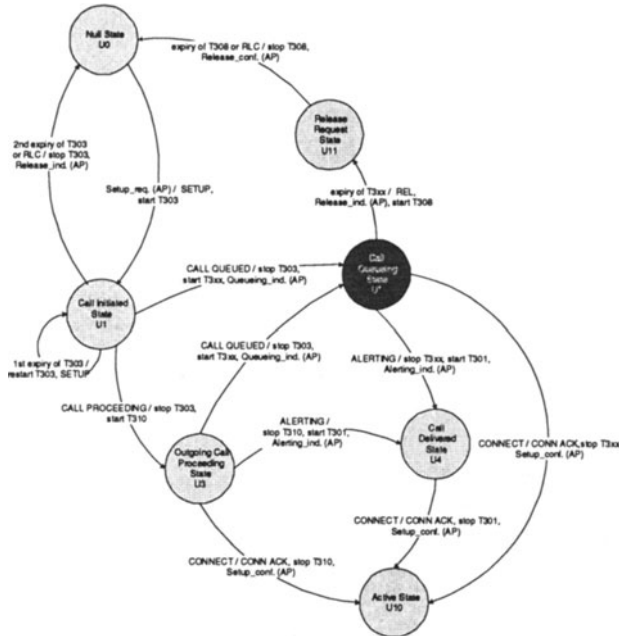 Null State
U0
expiry of T308 or RLC / stop T308,
Release_conf. (AP)
Release
Request
State
U11
2nd expiry of T303
or RLC / stop T303,
Release_ind. (AP)
Setup_req. (AP) / SETUP,
start T303
expiry of T3xx / REL,
Release_ind. (AP), start T308
Call
Queueing
State
CALL QUEUED / stop T303,
start T3xx, Queueing_ind. (AP)
Call Initiated
State
U1
CALL QUEUED / stop T303,
start T3xx, Queueing_ind. (AP)
ALERTING / stop T3xx, start T301,
Alerting_ind. (AP)
1st expiry of T303 /
restart T303, SETUP
CALL PROCEEDING / stop T303,
start T310
ALERTING /
stop T310, start T301,
Alerting_ind. (AP)
Call
Delivered
State
U4
CONNECT / CONN ACK, stop T3xx
Setup_conf. (AP)
Outgoing Call
Proceeding
State
U3
CONNECT / CONN ACK, stop T301,
Setup_conf. (AP)
CONNECT / CONN ACK, stop T310,
Setup_conf. (AP)
Active State
U10